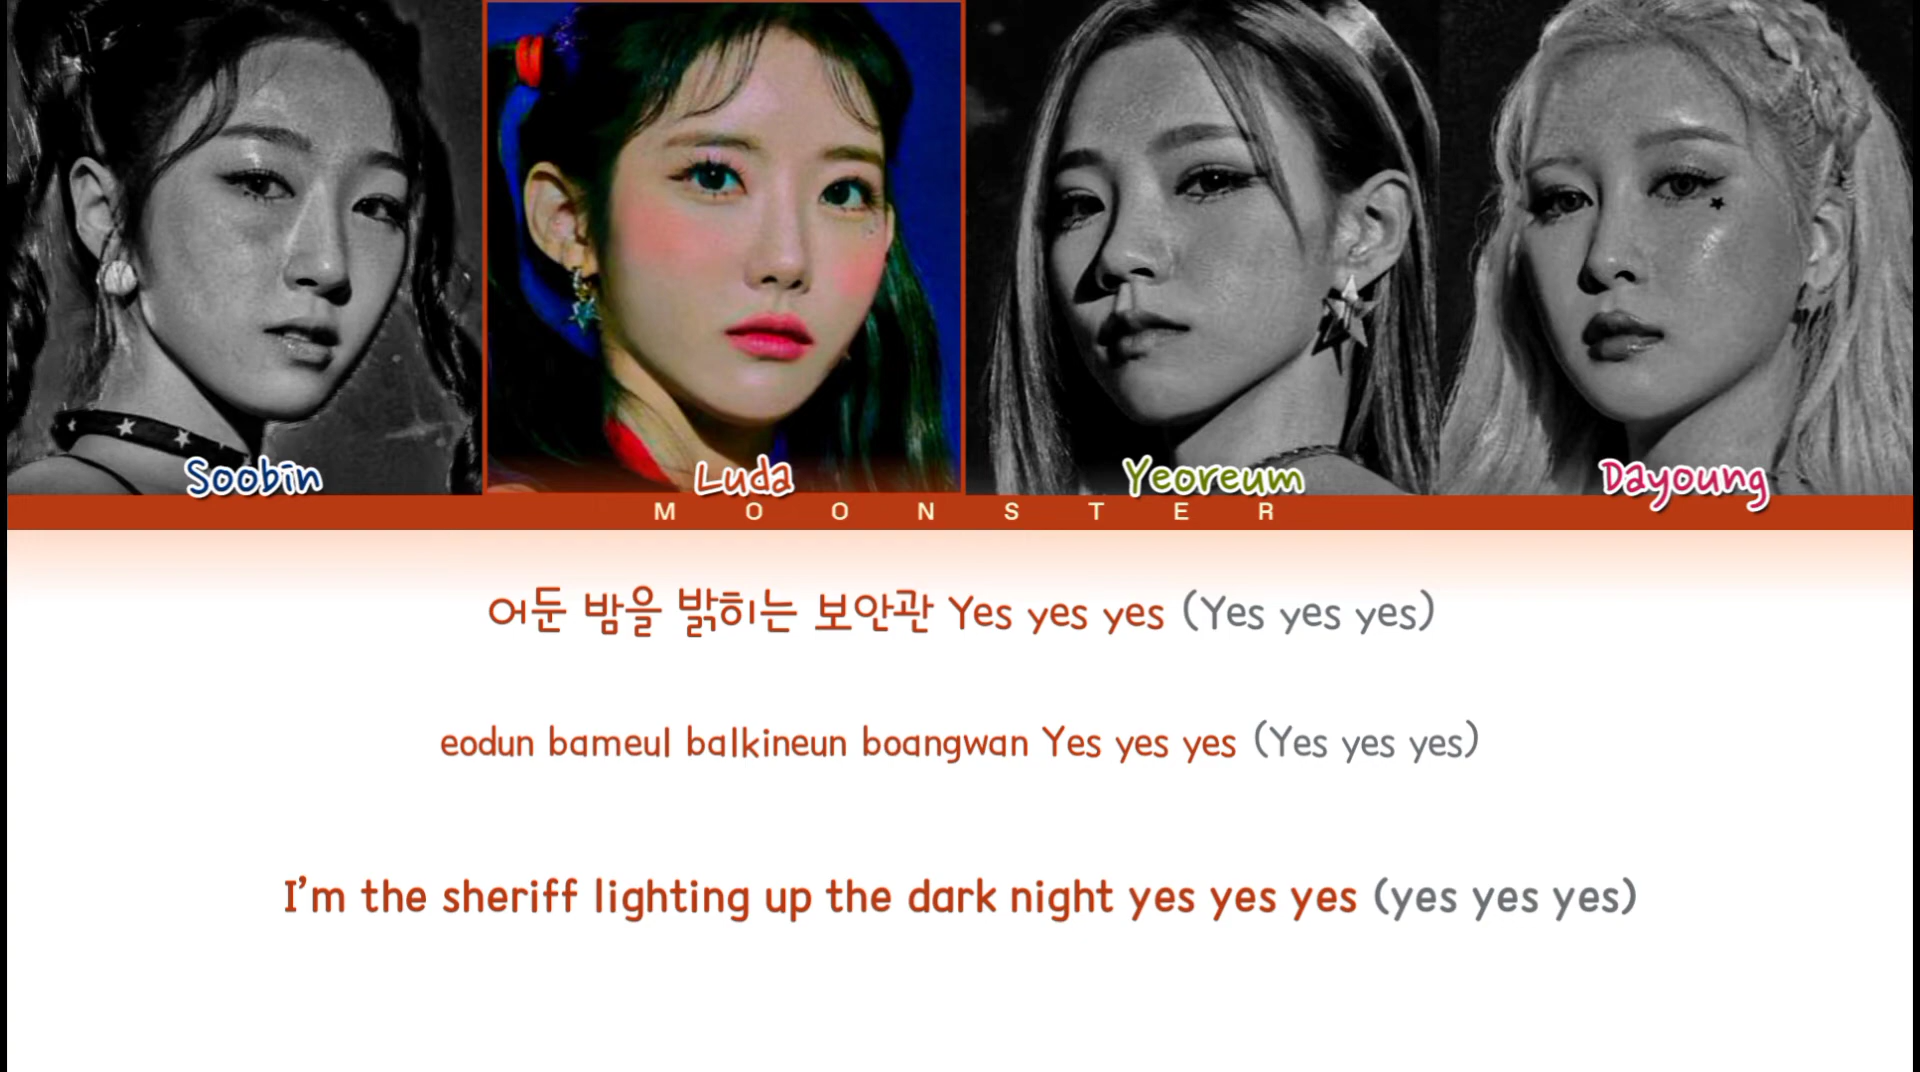 Soobin
Luda
Yeoreum
Dayoung
MOONSTER
어둔 밤을 밝히는 보안관 Yes yes yes (Yes yes yes)
eodun bameul balkineun boangwan Yes yes yes (Yes yes yes)
I'm the sheriff lighting up the dark night yes yes yes (yes yes yes)